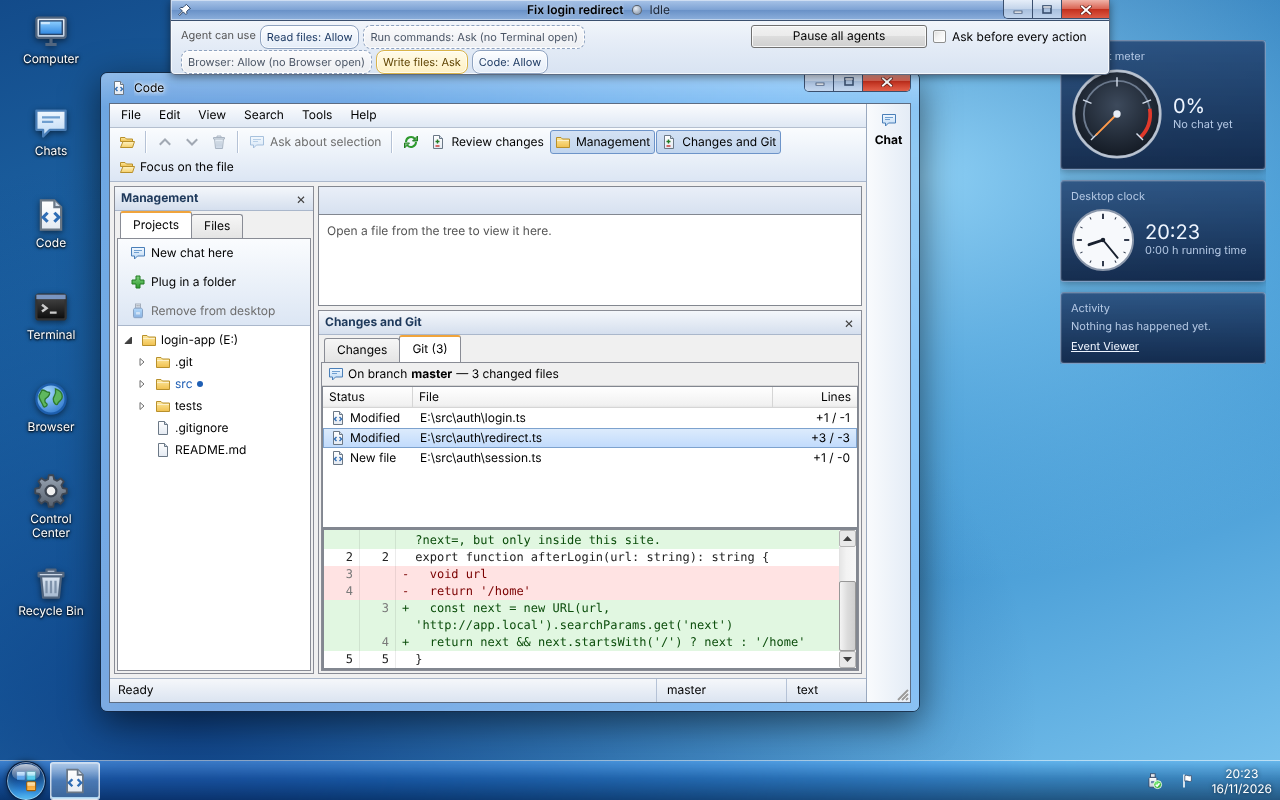 Fix login redirect Idle
Agent can use Read files: Allow Run commands: Ask (no Terminal open)
Browser: Allow (no Browser open) Write files: Ask Code: Allow
Pause all agents Ask before every action
Computer
Chats
Code
Terminal
Browser
Control
Center
Recycle Bin
Code
File Edit View Search Tools Help
Ask about selection Review changes Management Changes and Git
Focus on the file
Chat
Management
Projects Files
New chat here
Plug in a folder
Remove from desktop
login-app (E:)
.git
src
tests
.gitignore
README.md
Open a file from the tree to view it here.
Changes and Git
Changes Git (3)
On branch master — 3 changed files
Status File Lines
Modified E:\src\auth\login.ts +1 / -1
Modified E:\src\auth\redirect.ts +3 / -3
New file E:\src\auth\session.ts +1 / -0
?next=, but only inside this site.
2 2 export function afterLogin(url: string): string {
3 - void url
4 - return '/home'
3 + const next = new URL(url,
'http://app.local').searchParams.get('next')
4 + return next && next.startsWith('/') ? next : '/home'
5 5 }
Ready master text
meter
0%
No chat yet
Desktop clock
20:23
0:00 h running time
Activity
Nothing has happened yet.
Event Viewer
20:23
16/11/2026